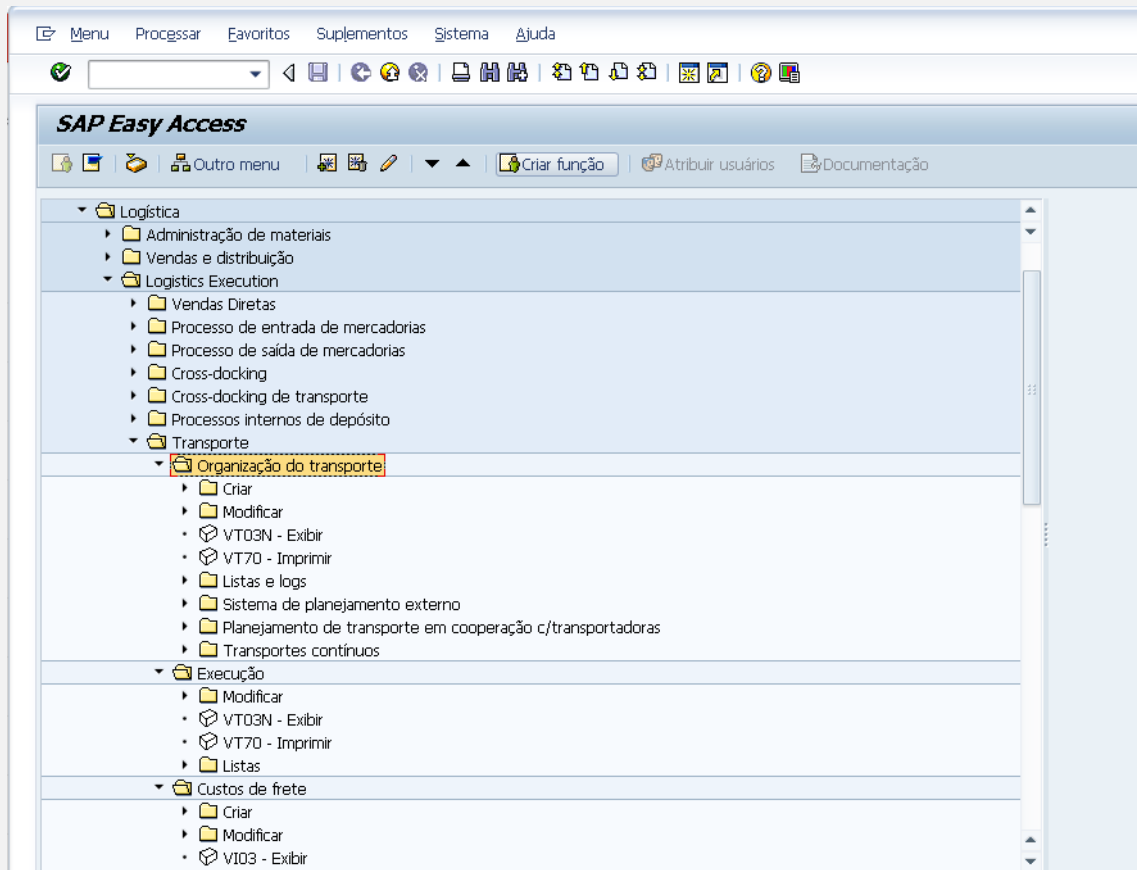 Menu Processar Favoritos Suplementos Sistema Ajuda
SAP Easy Access
Outro menu Criar função Atribuir usuários Documentação
Logística
Administração de materiais
Vendas e distribuição
Logistics Execution
Vendas Diretas
Processo de entrada de mercadorias
Processo de saída de mercadorias
Cross-docking
Cross-docking de transporte
Processos internos de depósito
Transporte
Organização do transporte
Criar
Modificar
VT03N - Exibir
VT70 - Imprimir
Listas e logs
Sistema de planejamento externo
Planejamento de transporte em cooperação c/transportadoras
Transportes contínuos
Execução
Modificar
VT03N - Exibir
VT70 - Imprimir
Listas
Custos de frete
Criar
Modificar
VI03 - Exibir